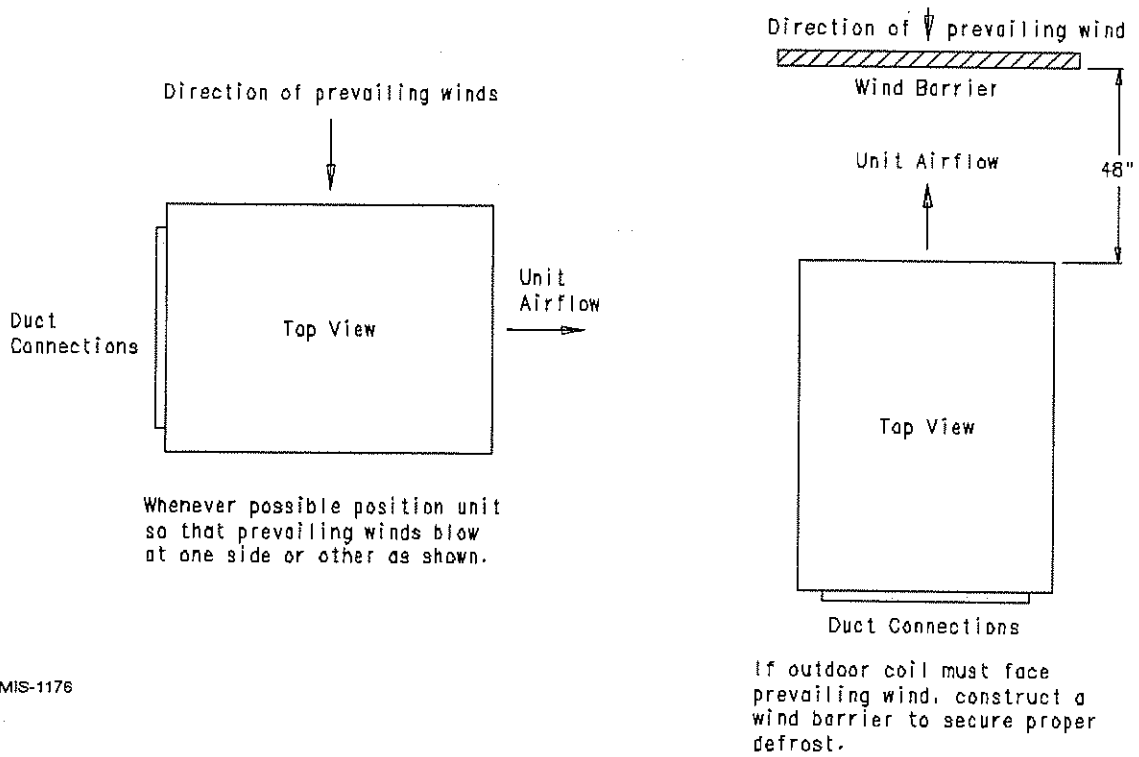 Direction of prevailing winds
Duct
Connections
Top View
Unit
Airflow
Whenever possible position unit
so that prevailing winds blow
at one side or other as shown.
MIS-1176
Direction of prevailing wind
Wind Barrier
Unit Airflow
48"
Top View
Duct Connections
If outdoor coil must face
prevailing wind, construct a
wind barrier to secure proper
defrost.